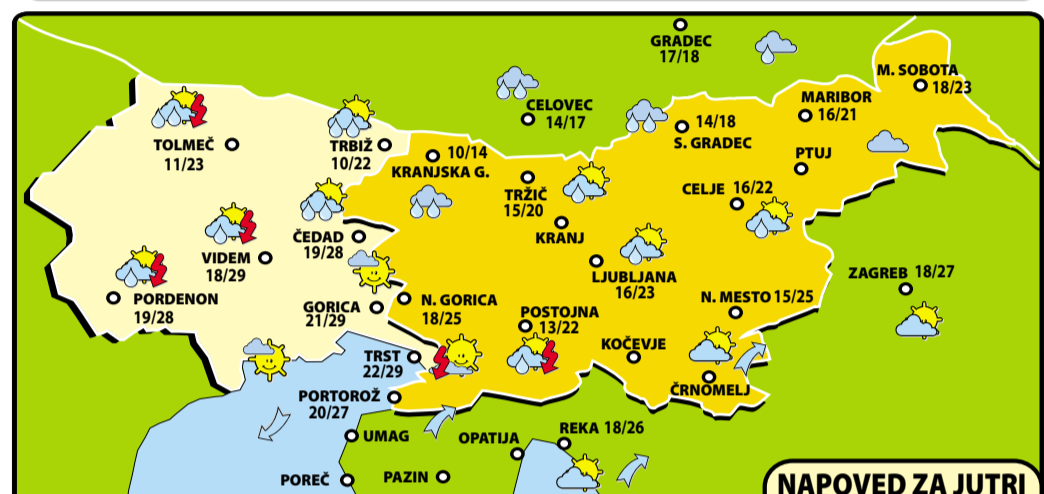 GRADEC
17/18
M. SOBOTA
18/23
CELOVEC
14/17
MARIBOR
16/21
14/18
S. GRADEC
TOLMEČ
11/23
TRBIŽ
10/22
10/14
KRANJSKA G.
PTUJ
TRŽIČ
15/20
CELJE 16/22
KRANJ
ČEDAD
19/28
VIDEM
18/29
LJUBLJANA
16/23
ZAGREB 18/27
PORDENON
19/28
GORICA
21/29
N. GORICA
18/25
N. MESTO 15/25
POSTOJNA
13/22
KOČEVJE
TRST
22/29
ČRNOMELJ
PORTOROŽ
20/27
UMAG
OPATIJA
REKA 18/26
POREČ
PAZIN
NAPOVED ZA JUTRI